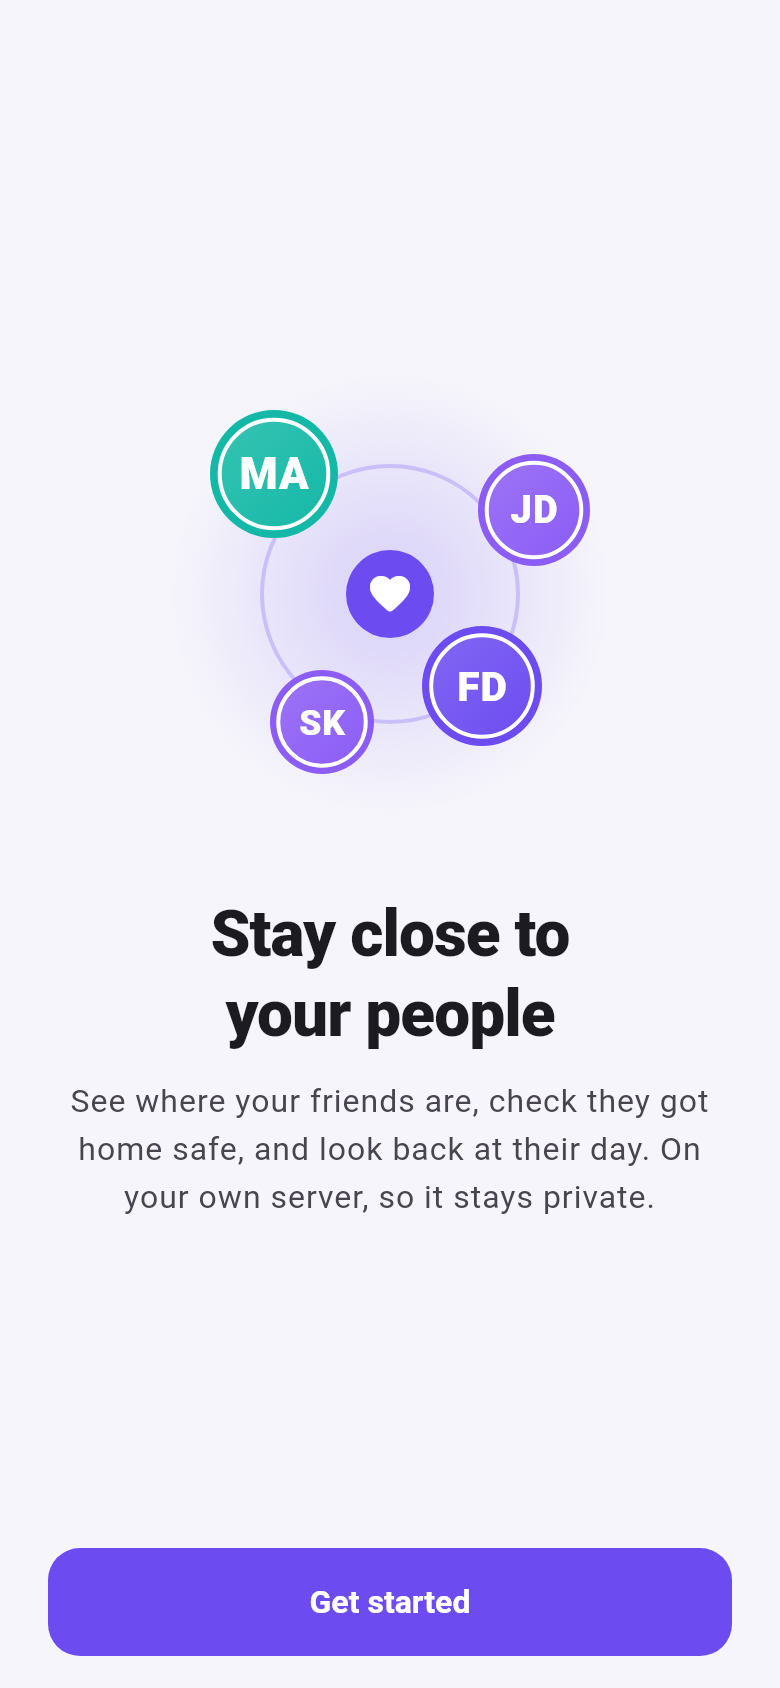 MA
JD
FD
SK
Stay close to
your people
See where your friends are, check they got
home safe, and look back at their day. On
your own server, so it stays private.
Get started